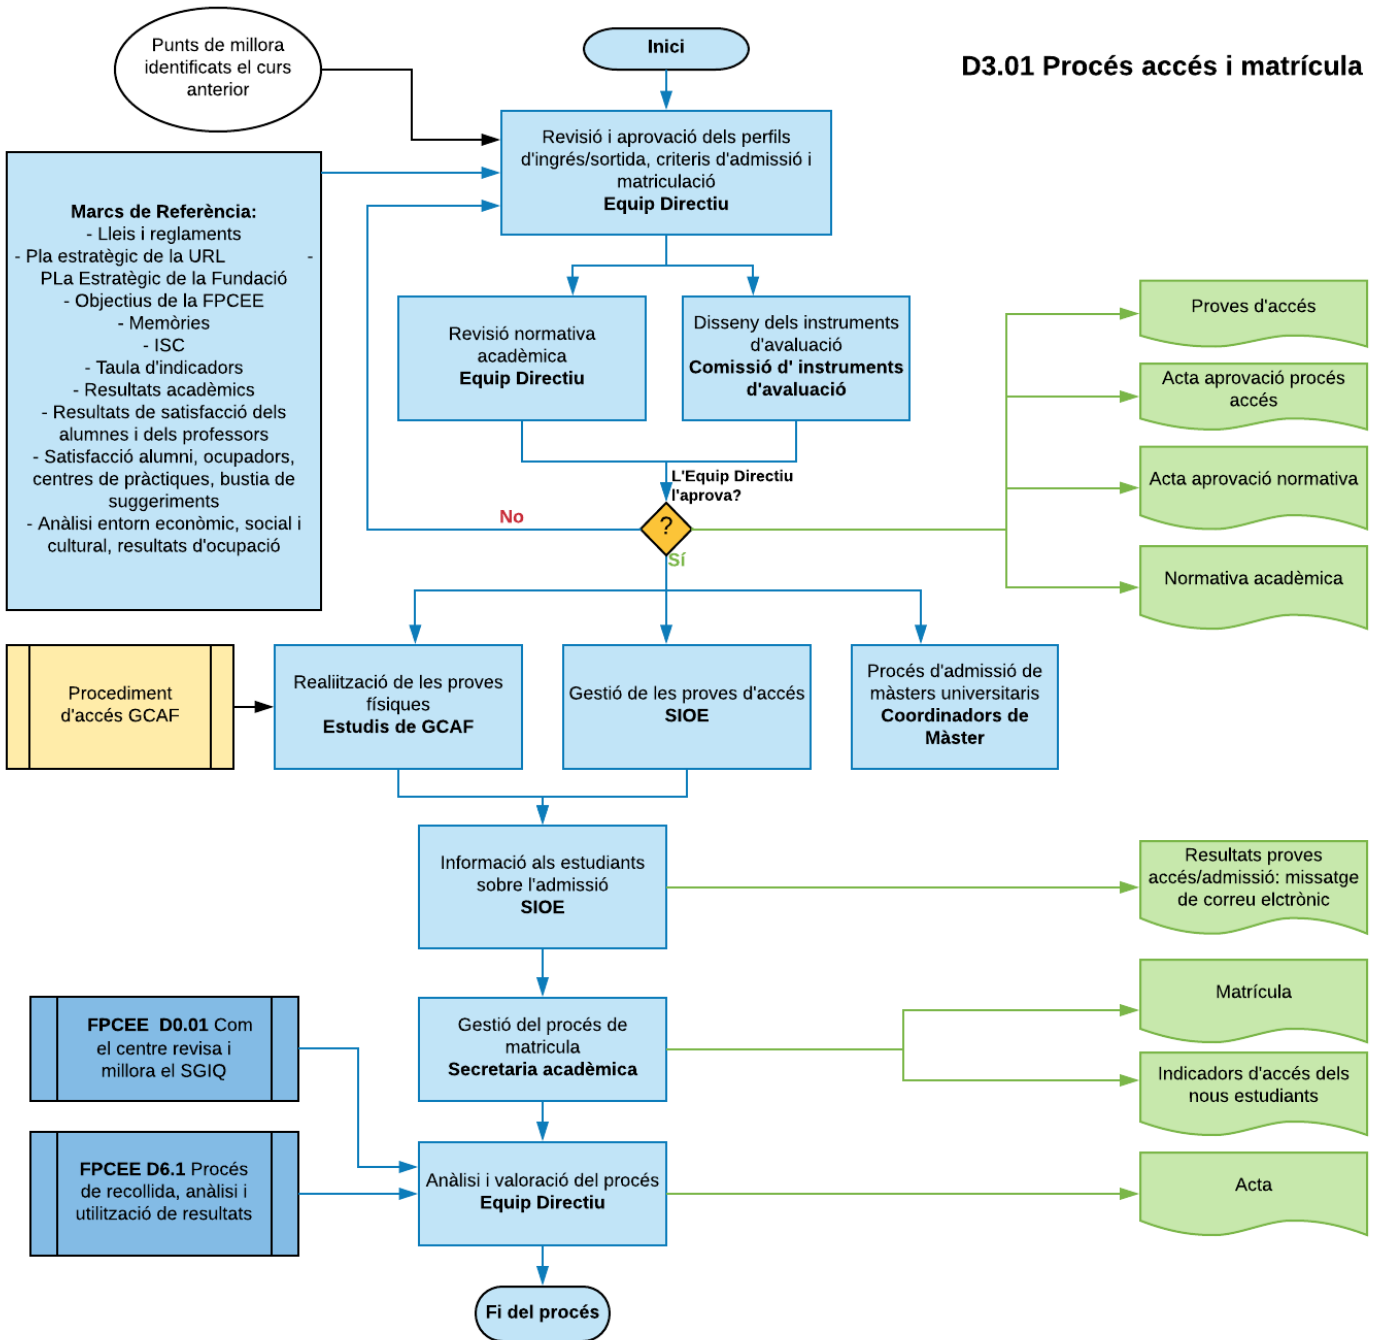 D3.01 Procés accés i matrícula
Inici
Punts de millora
identificats el curs
anterior
Revisió i aprovació dels perfils
d'ingrés/sortida, criteris d'admissió i
matriculació
Equip Directiu
Marcs de Referència:
- Lleis i reglaments
- Pla estratègic de la URL -
PLa Estratègic de la Fundació
- Objectius de la FPCEE
- Memòries
- ISC
- Taula d'indicadors
- Resultats acadèmics
- Resultats de satisfacció dels
alumnes i dels professors
- Satisfacció alumni, ocupadors,
centres de pràctiques, bustia de
suggeriments
- Anàlisi entorn econòmic, social i
cultural, resultats d'ocupació
Revisió normativa
acadèmica
Equip Directiu
Disseny dels instruments
d'avaluació
Comissió d' instruments
d'avaluació
L'Equip Directiu
l'aprova?
?
No
Sí
Proves d'accés
Acta aprovació procés
accés
Acta aprovació normativa
Normativa acadèmica
Procediment
d'accés GCAF
Realiització de les proves
físiques
Estudis de GCAF
Gestió de les proves d'accés
SIOE
Procés d'admissió de
màsters universitaris
Coordinadors de
Màster
Informació als estudiants
sobre l'admissió
SIOE
Resultats proves
accés/admissió: missatge
de correu elctrònic
FPCEE D0.01 Com
el centre revisa i
millora el SGIQ
Gestió del procés de
matricula
Secretaria acadèmica
Matrícula
Indicadors d'accés dels
nous estudiants
FPCEE D6.1 Procés
de recollida, anàlisi i
utilització de resultats
Anàlisi i valoració del procés
Equip Directiu
Acta
Fi del procés